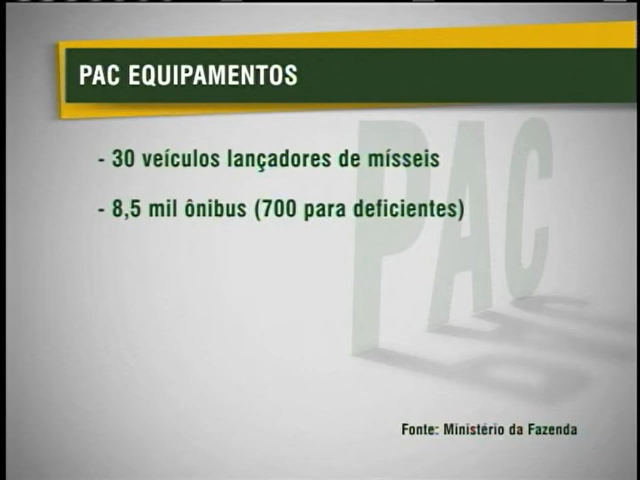 PAC EQUIPAMENTOS
- 30 veículos lançadores de mísseis
- 8,5 mil ônibus (700 para deficientes)
PAC
Fonte: Ministério da Fazenda